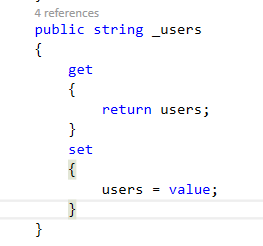 4 references
public string _users
{
get
{
return users;
}
set
{
users = value;
}
}